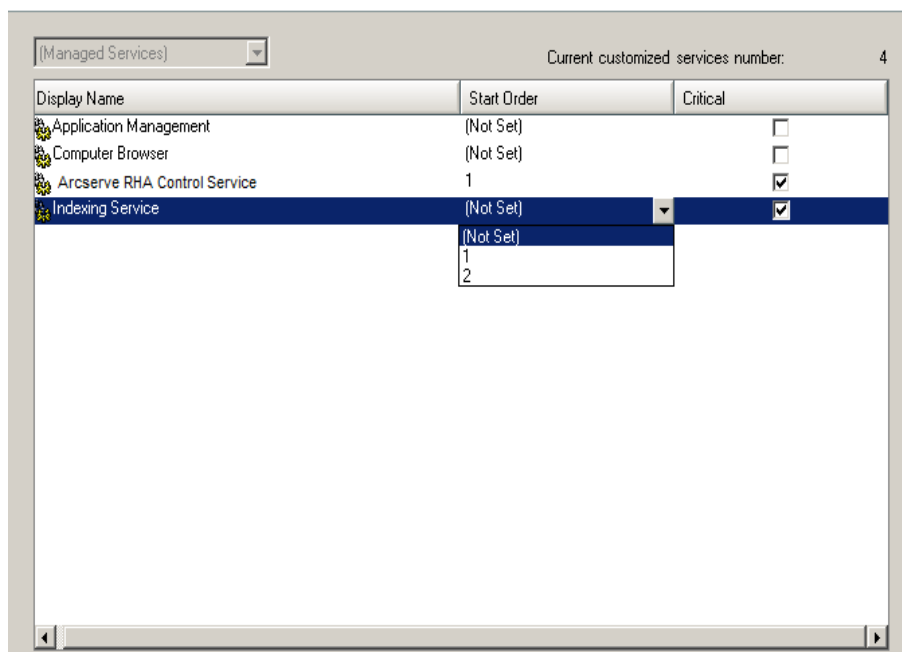 (Managed Services) Current customized services number: 4
Display Name Start Order Critical
Application Management (Not Set)
Computer Browser (Not Set)
Arcserve RHA Control Service 1
Indexing Service (Not Set)
(Not Set)
1
2